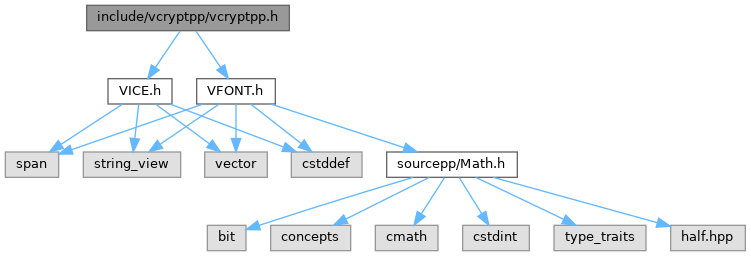 include/vcryptpp/vcryptpp.h
VICE.h
VFONT.h
span
string_view
vector
cstddef
sourcepp/Math.h
bit
concepts
cmath
cstdint
type_traits
half.hpp